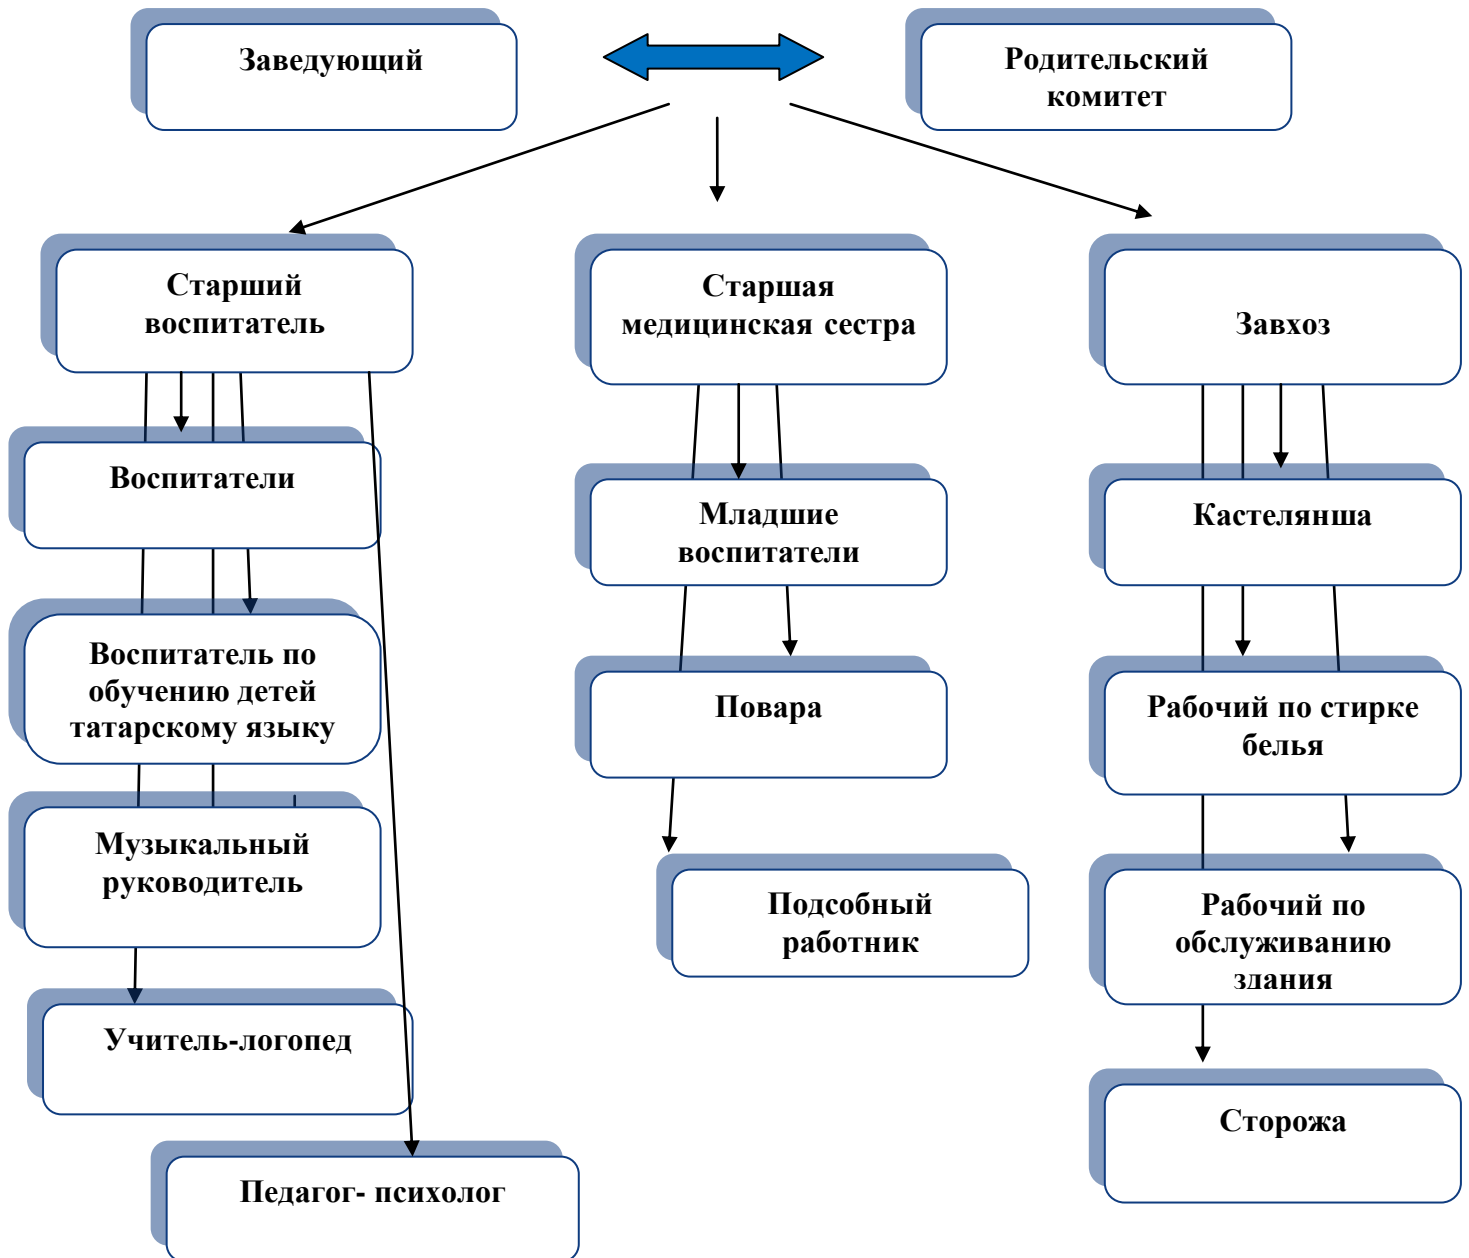 Заведующий
Родительский
комитет
Старший
воспитатель
Старшая
медицинская сестра
Завхоз
Воспитатели
Младшие
воспитатели
Кастелянша
Воспитатель по
обучению детей
татарскому языку
Повара
Рабочий по стирке
белья
Музыкальный
руководитель
Подсобный
работник
Рабочий по
обслуживанию
здания
Учитель-логопед
Сторожа
Педагог- психолог